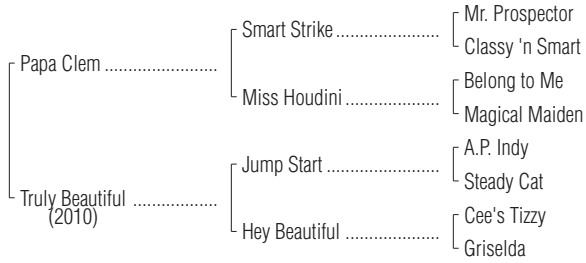 Mr. Prospector
Smart Strike
Classy 'n Smart
Papa Clem
Belong to Me
Miss Houdini
Magical Maiden
A.P. Indy
Jump Start
Steady Cat
Truly Beautiful
(2010)
Cee's Tizzy
Hey Beautiful
Griselda